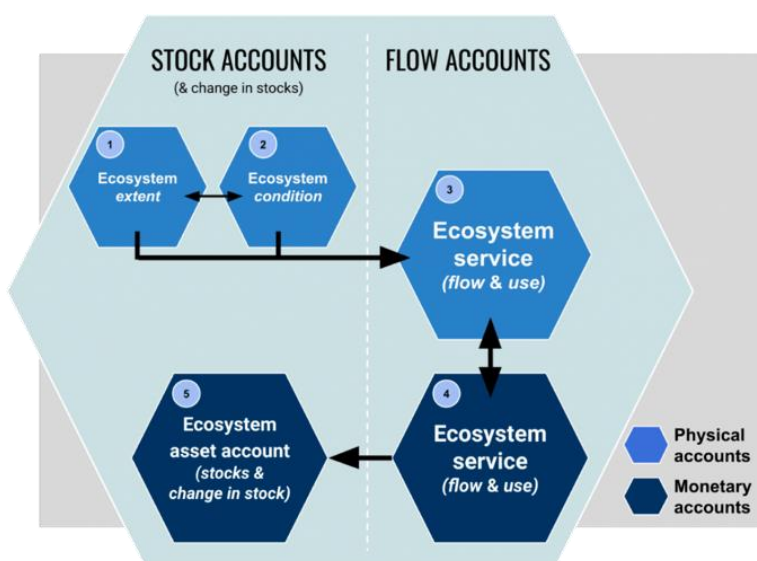 STOCK ACCOUNTS
(& change in stocks)
FLOW ACCOUNTS
1
Ecosystem
extent
2
Ecosystem
condition
3
Ecosystem
service
(flow & use)
5
Ecosystem
asset account
(stocks &
change in stock)
4
Ecosystem
service
(flow & use)
Physical
accounts
Monetary
accounts